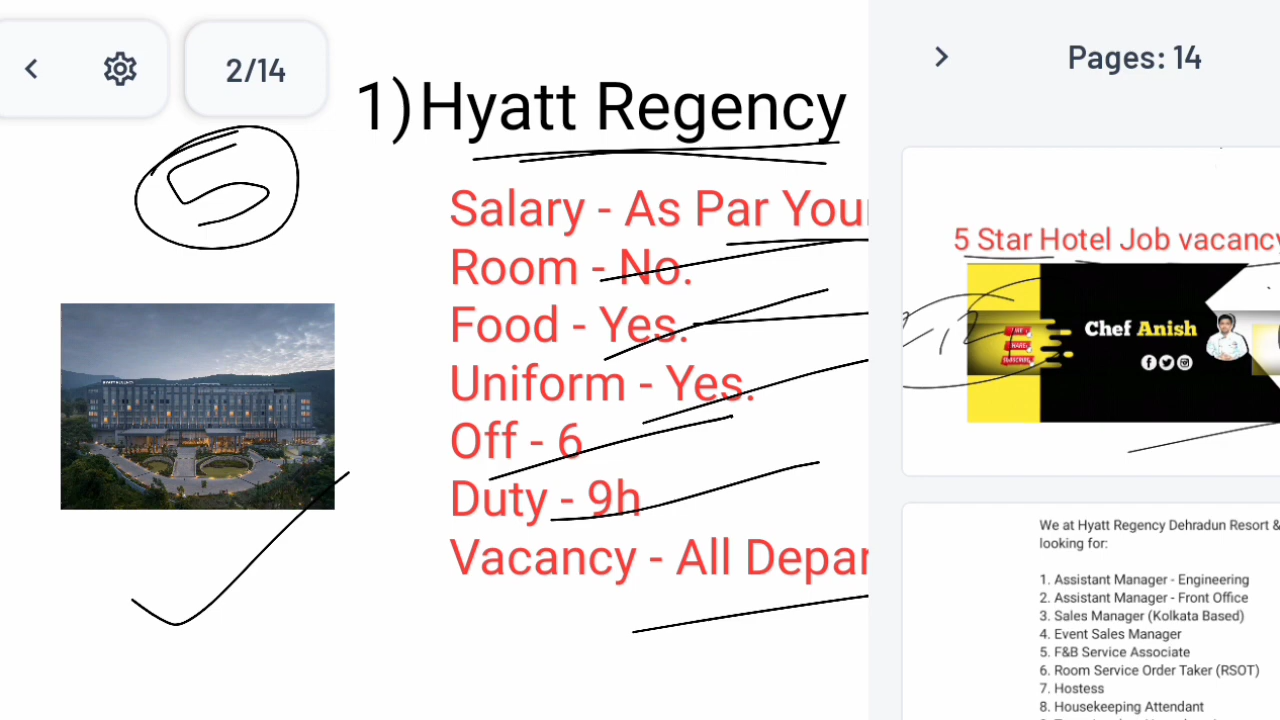 2/14
5
1) Hyatt Regency
Salary - As Par You
Room - No.
Food - Yes.
Uniform - Yes.
Off - 6
Duty - 9h
Vacancy - All Depar
Pages: 14
5 Star Hotel Job vacancy
Chef Anish
We at Hyatt Regency Dehradun Resort &
looking for:
1. Assistant Manager - Engineering
2. Assistant Manager - Front Office
3. Sales Manager (Kolkata Based)
4. Event Sales Manager
5. F&B Service Associate
6. Room Service Order Taker (RSOT)
7. Hostess
8. Housekeeping Attendant